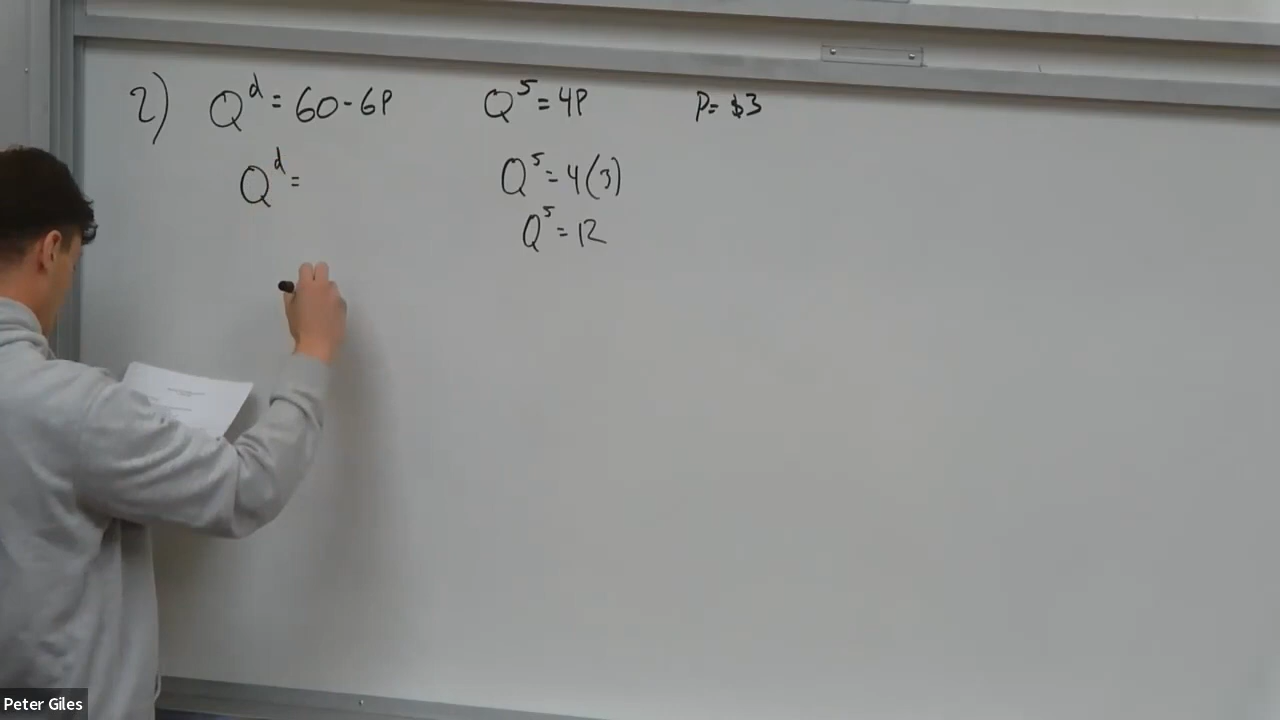 2) Q^d = 60 - 6P Q^s = 4P P = $3
Q^d = Q^s = 4(3)
Q^s = 12
Peter Giles